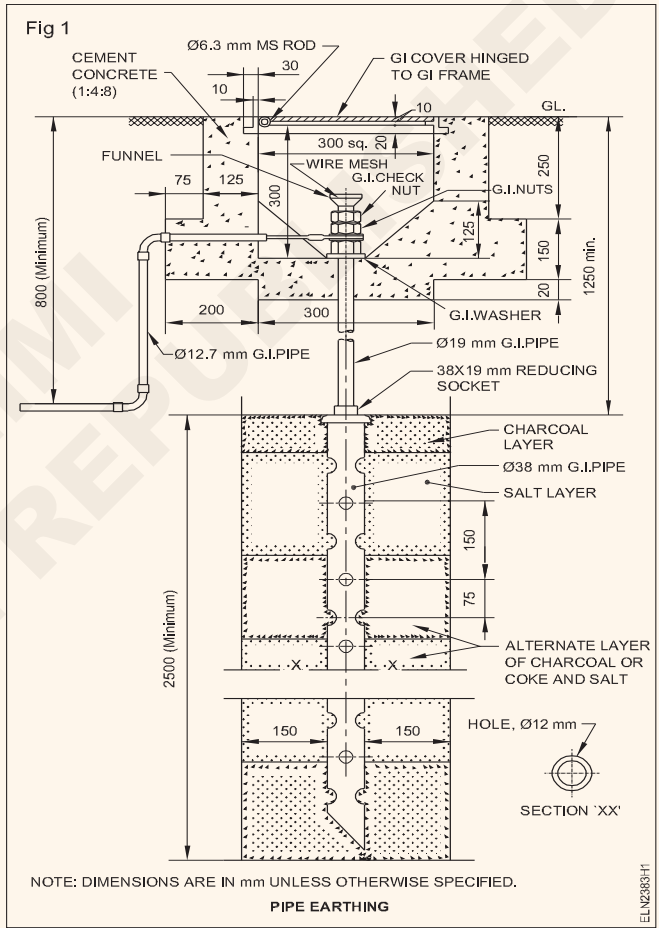 Fig 1
Ø6.3 mm MS ROD
CEMENT
CONCRETE
(1:4:8)
30
10
GI COVER HINGED
TO GI FRAME
10
GL.
20
300 sq.
FUNNEL
WIRE MESH
G.I.CHECK
NUT
G.I.NUTS
300
75
125
250
125
150
20
800 (Minimum)
1250 min.
200
300
G.I.WASHER
Ø12.7 mm G.I.PIPE
Ø19 mm G.I.PIPE
38X19 mm REDUCING
SOCKET
CHARCOAL
LAYER
Ø38 mm G.I.PIPE
SALT LAYER
150
75
2500 (Minimum)
ALTERNATE LAYER
OF CHARCOAL OR
COKE AND SALT
X
X
150
150
HOLE, Ø12 mm
SECTION ‘XX’
NOTE: DIMENSIONS ARE IN mm UNLESS OTHERWISE SPECIFIED.
PIPE EARTHING
ELN2383H1